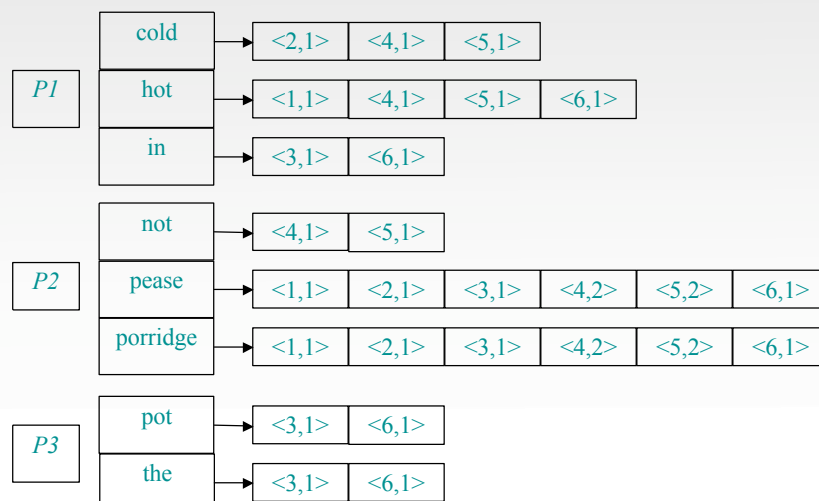 cold <2,1> <4,1> <5,1>
P1 hot <1,1> <4,1> <5,1> <6,1>
in <3,1> <6,1>
not <4,1> <5,1>
P2 pease <1,1> <2,1> <3,1> <4,2> <5,2> <6,1>
porridge <1,1> <2,1> <3,1> <4,2> <5,2> <6,1>
pot <3,1> <6,1>
P3
the <3,1> <6,1>